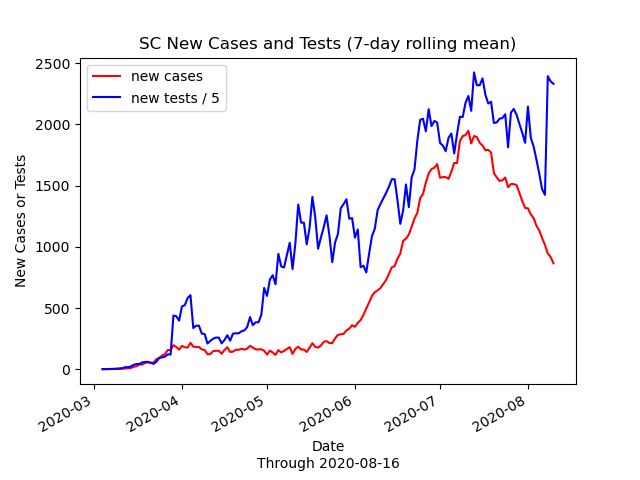 SC New Cases and Tests (7-day rolling mean)
new cases
new tests / 5
New Cases or Tests
2500
2000
1500
1000
500
0
2020-03
2020-04
2020-05
2020-06
2020-07
2020-08
Date
Through 2020-08-16